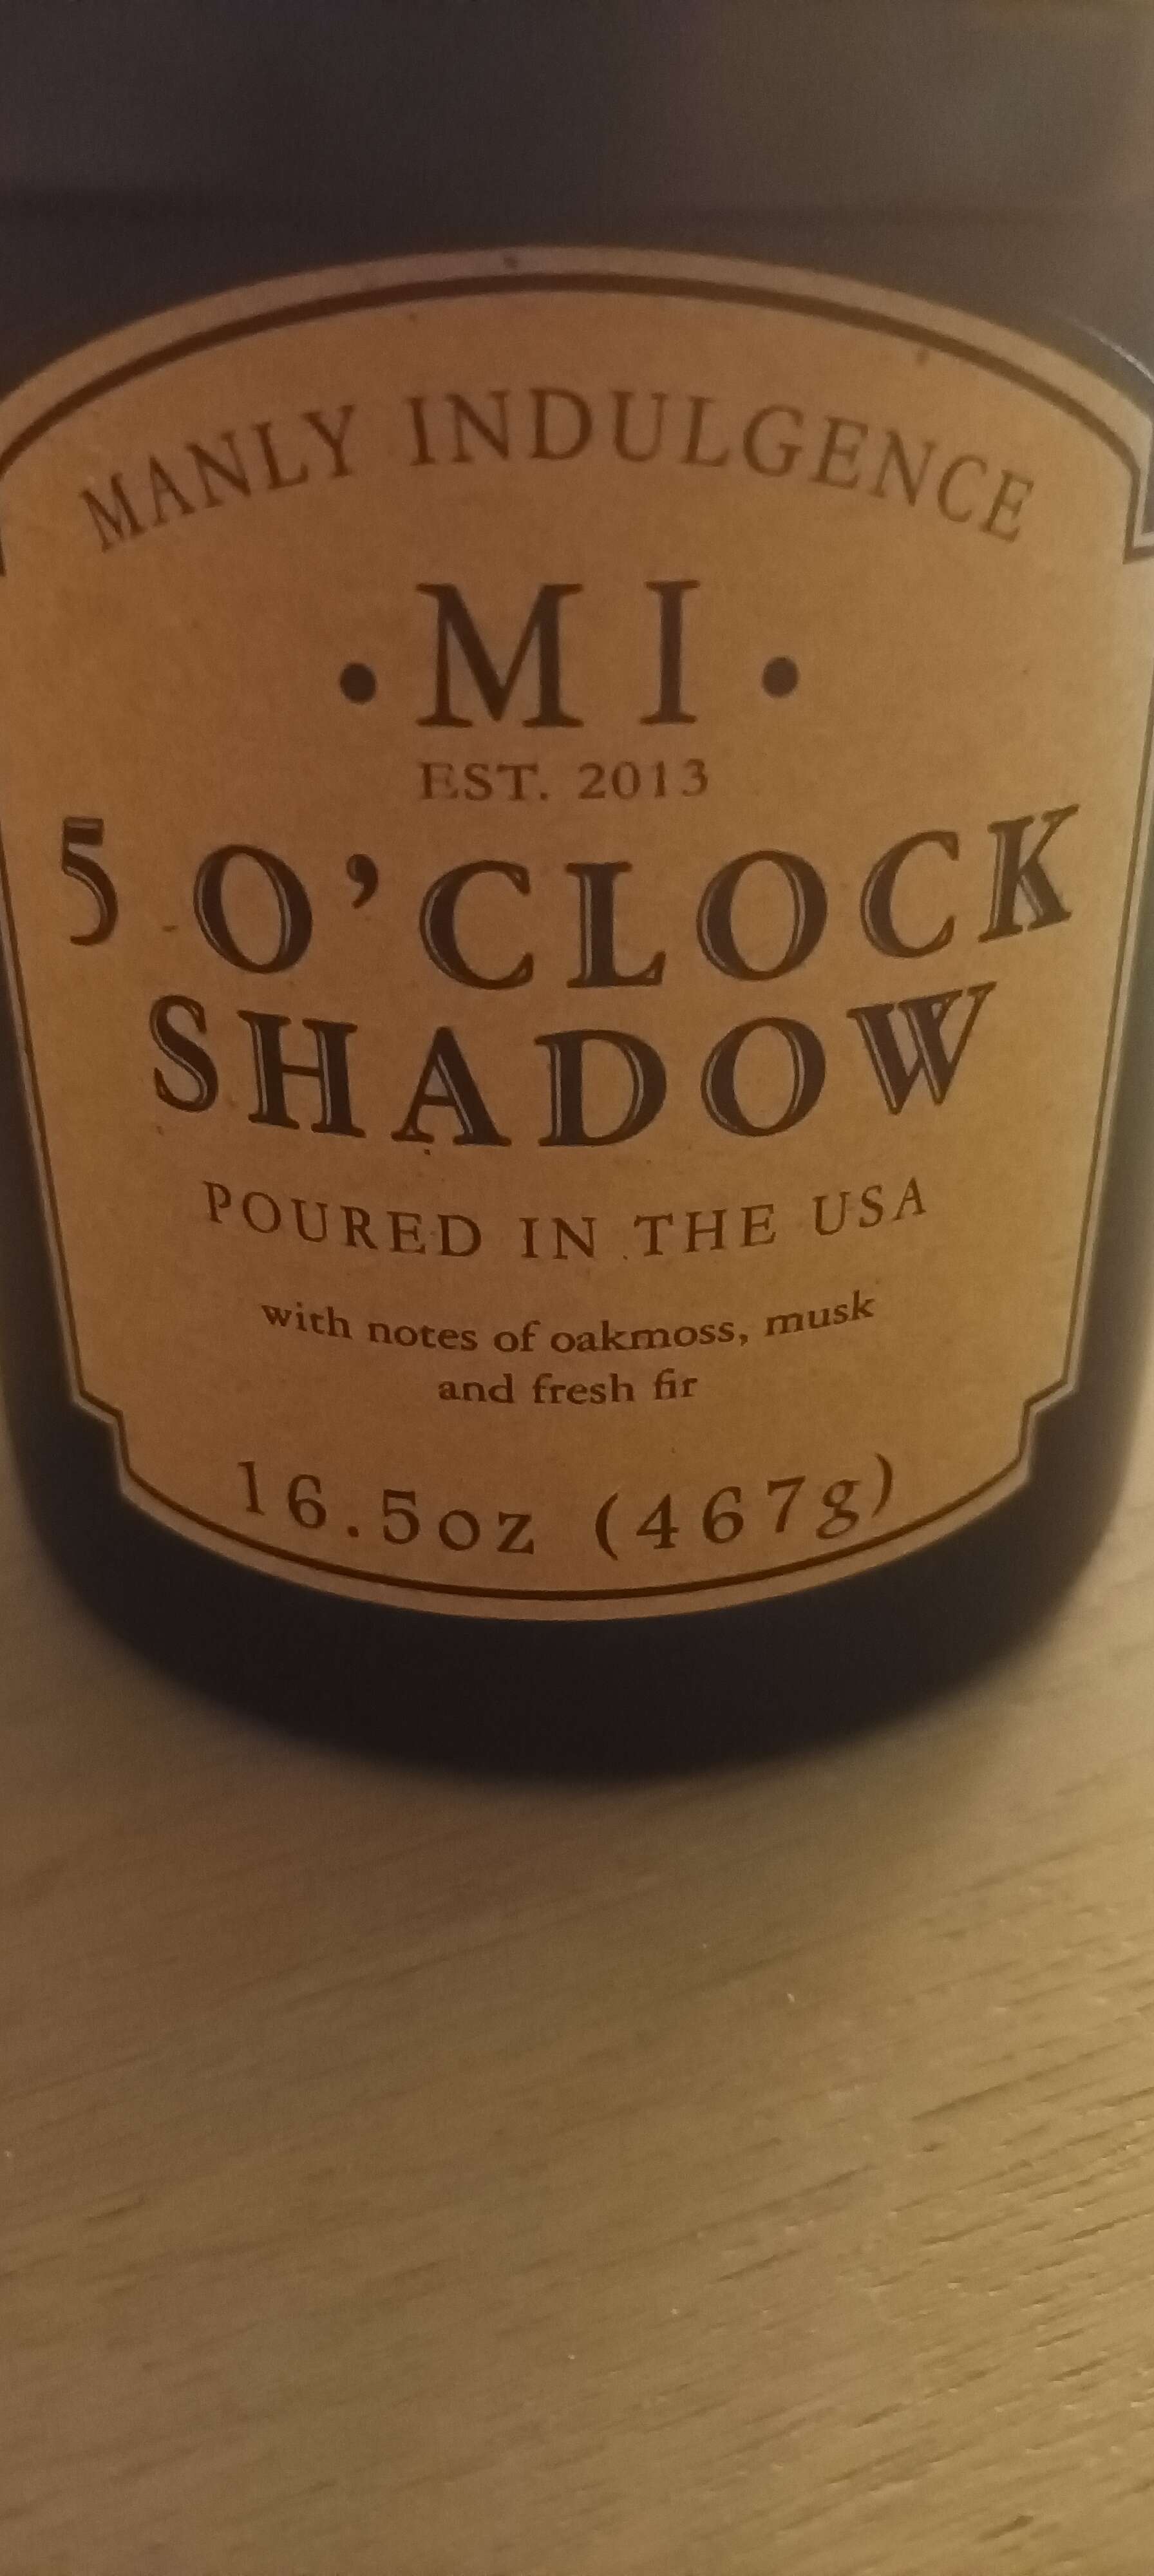 MANLY INDULGENCE
• M I •
EST. 2013
5 O’CLOCK
SHADOW
POURED IN THE USA
with notes of oakmoss, musk
and fresh fir
16.5oz (467g)